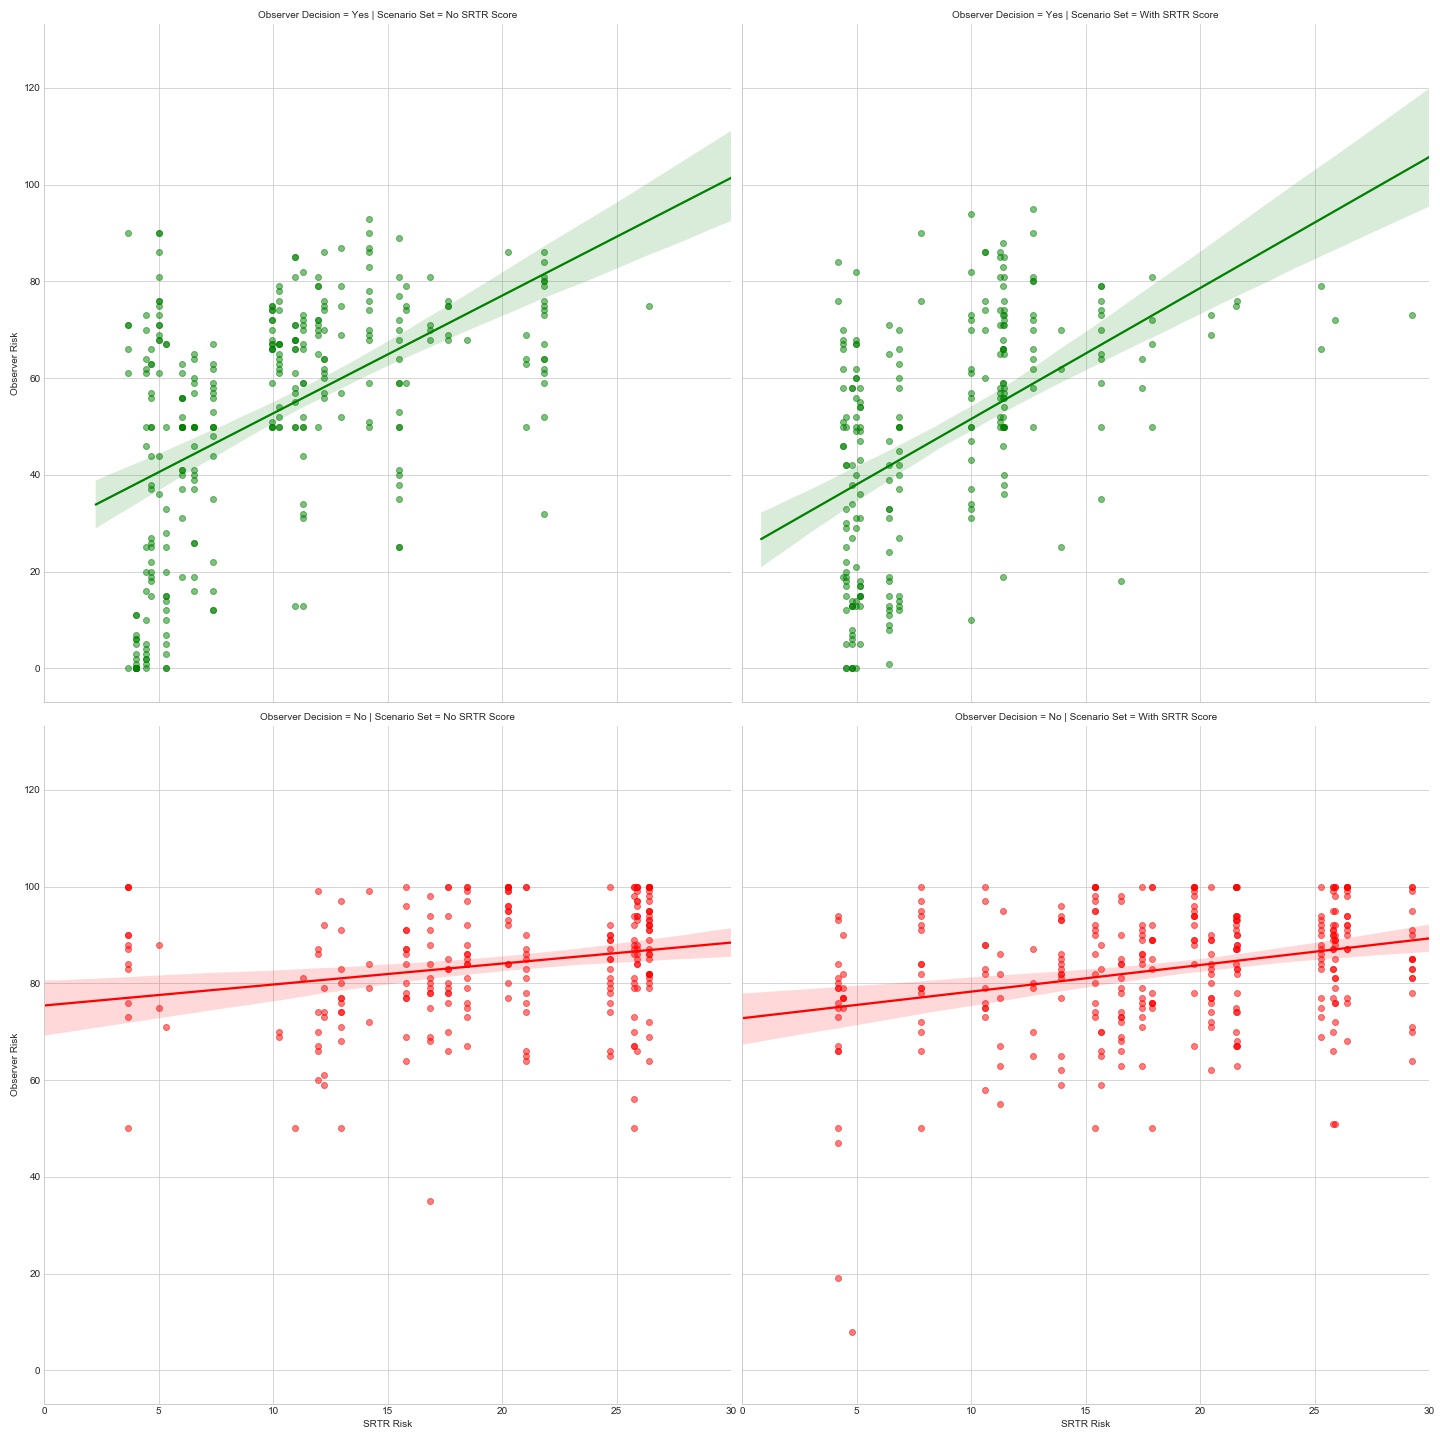 Observer Decision = Yes | Scenario Set = No SRTR Score
Observer Decision = Yes | Scenario Set = With SRTR Score
120
100
80
60
40
20
0
Observer Risk
Observer Decision = No | Scenario Set = No SRTR Score
Observer Decision = No | Scenario Set = With SRTR Score
120
100
80
60
40
20
0
Observer Risk
0 5 10 15 20 25 30
0 5 10 15 20 25 30
SRTR Risk
SRTR Risk